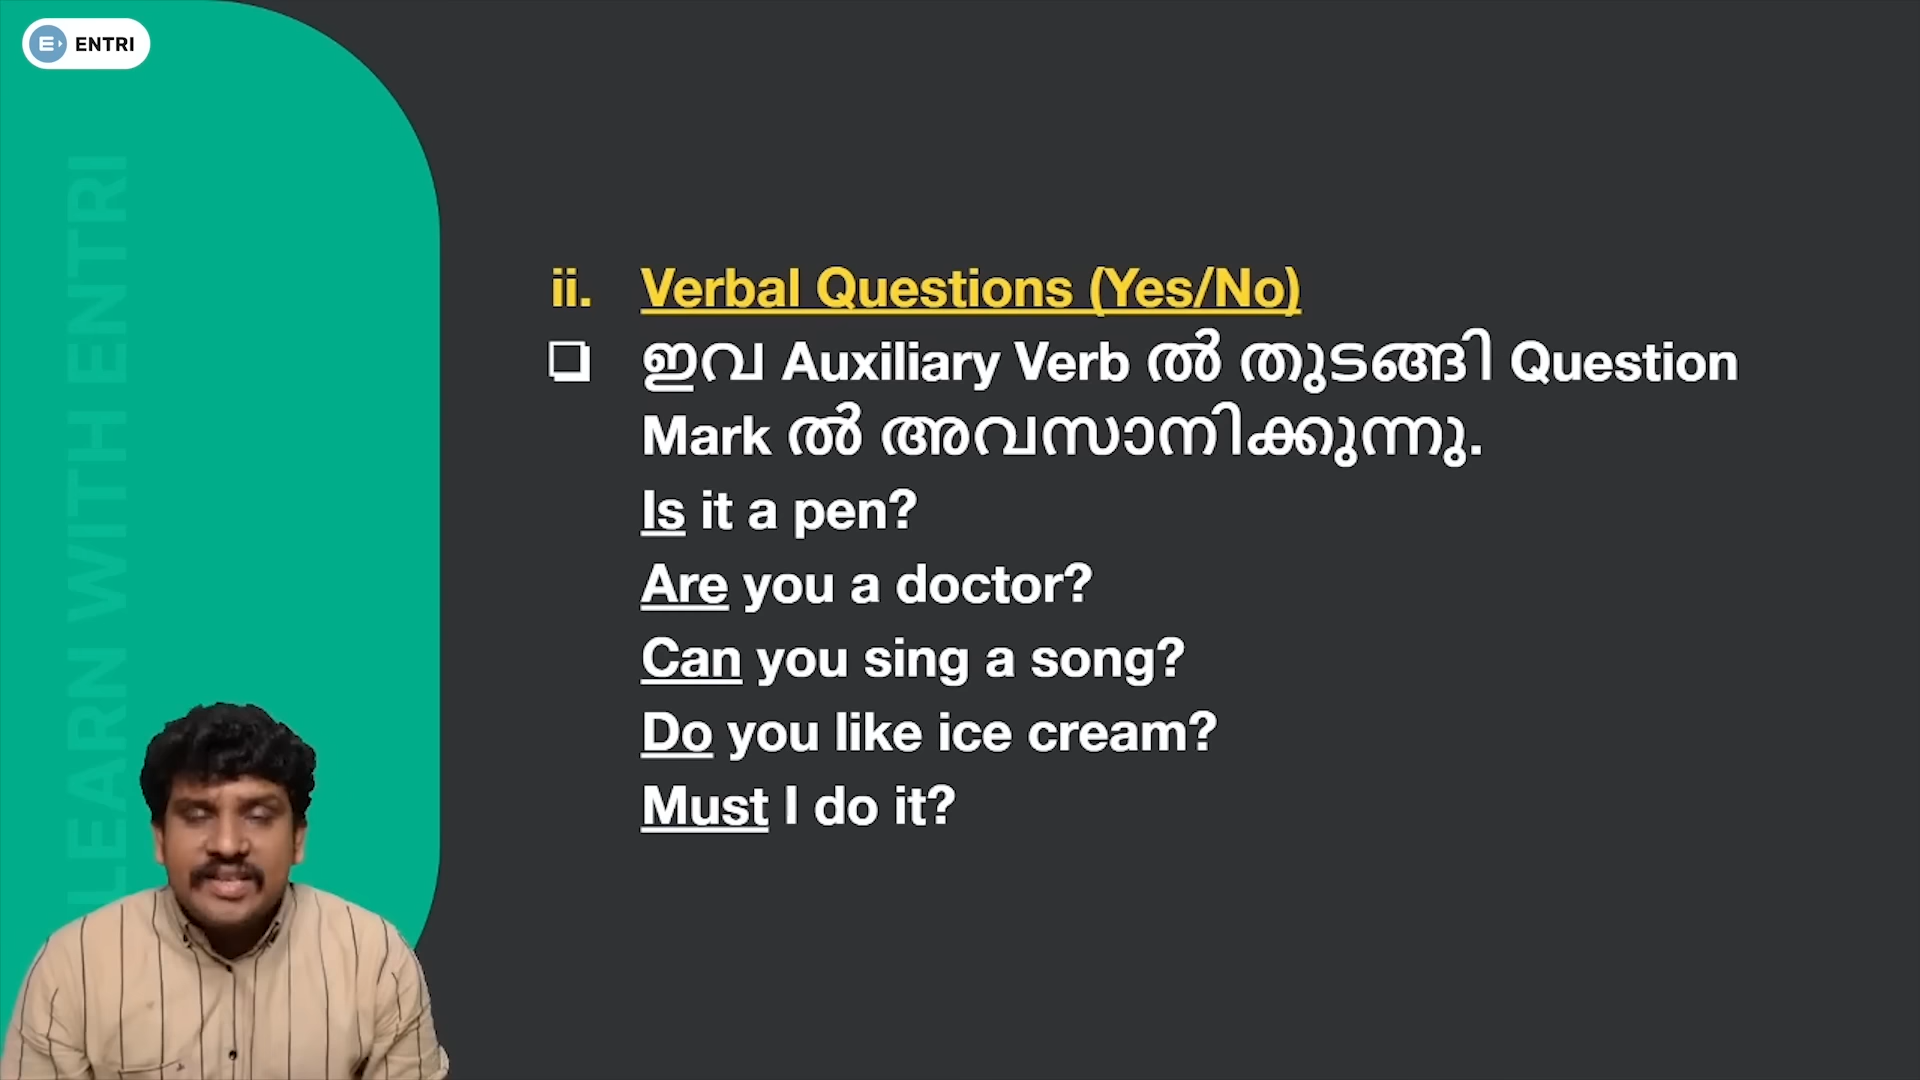 ENTRI
LEARN WITH ENTRI
ii. Verbal Questions (Yes/No)
❏ ഇവ Auxiliary Verb ൽ തുടങ്ങി Question
Mark ൽ അവസാനിക്കുന്നു.
Is it a pen?
Are you a doctor?
Can you sing a song?
Do you like ice cream?
Must I do it?